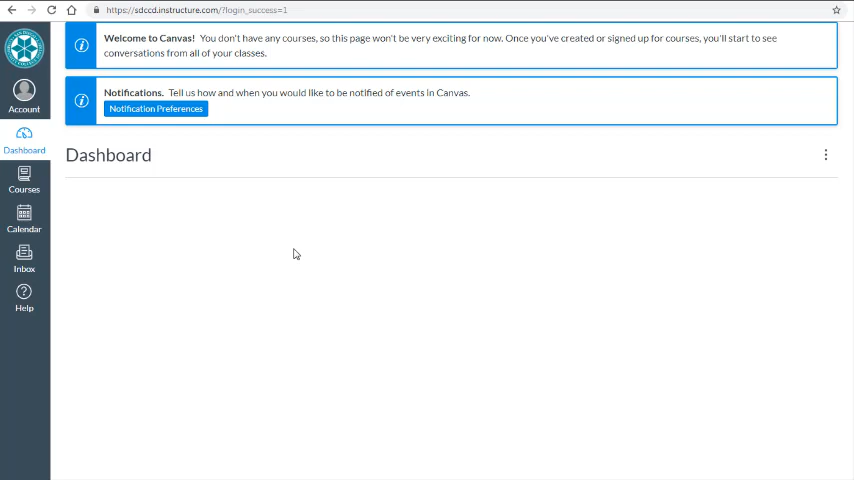 https://sdccd.instructure.com/?login_success=1
Welcome to Canvas! You don't have any courses, so this page won't be very exciting for now. Once you've created or signed up for courses, you'll start to see
conversations from all of your classes.
Notifications. Tell us how and when you would like to be notified of events in Canvas.
Notification Preferences
Account
Dashboard
Dashboard
Courses
Calendar
Inbox
Help